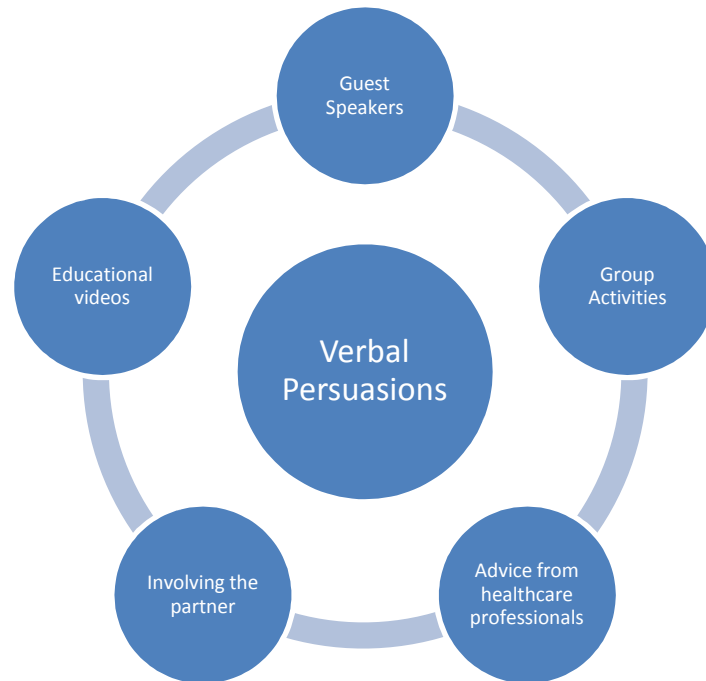 Guest
Speakers
Group
Activities
Advice from
healthcare
professionals
Involving the
partner
Educational
videos
Verbal
Persuasions